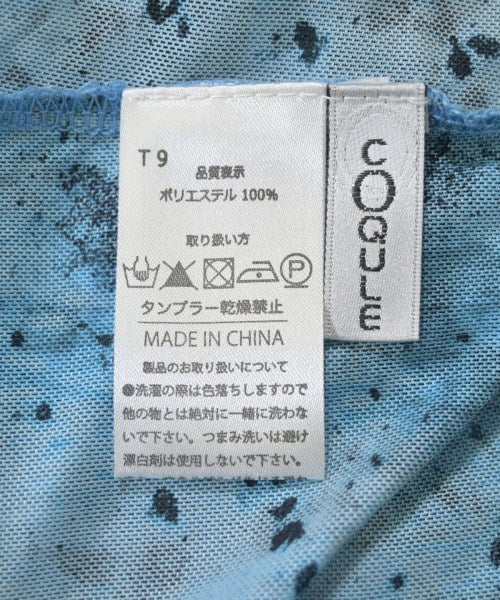 T9
品質表示
ポリエステル 100%
取り扱い方
P
タンブラー乾燥禁止
MADE IN CHINA
製品のお取り扱いについて
●洗濯の際は色落ちしますので
他の物とは絶対に一緒に洗わな
いで下さい。つまみ洗いは避け
漂白剤は使用しないで下さい。
COQULE